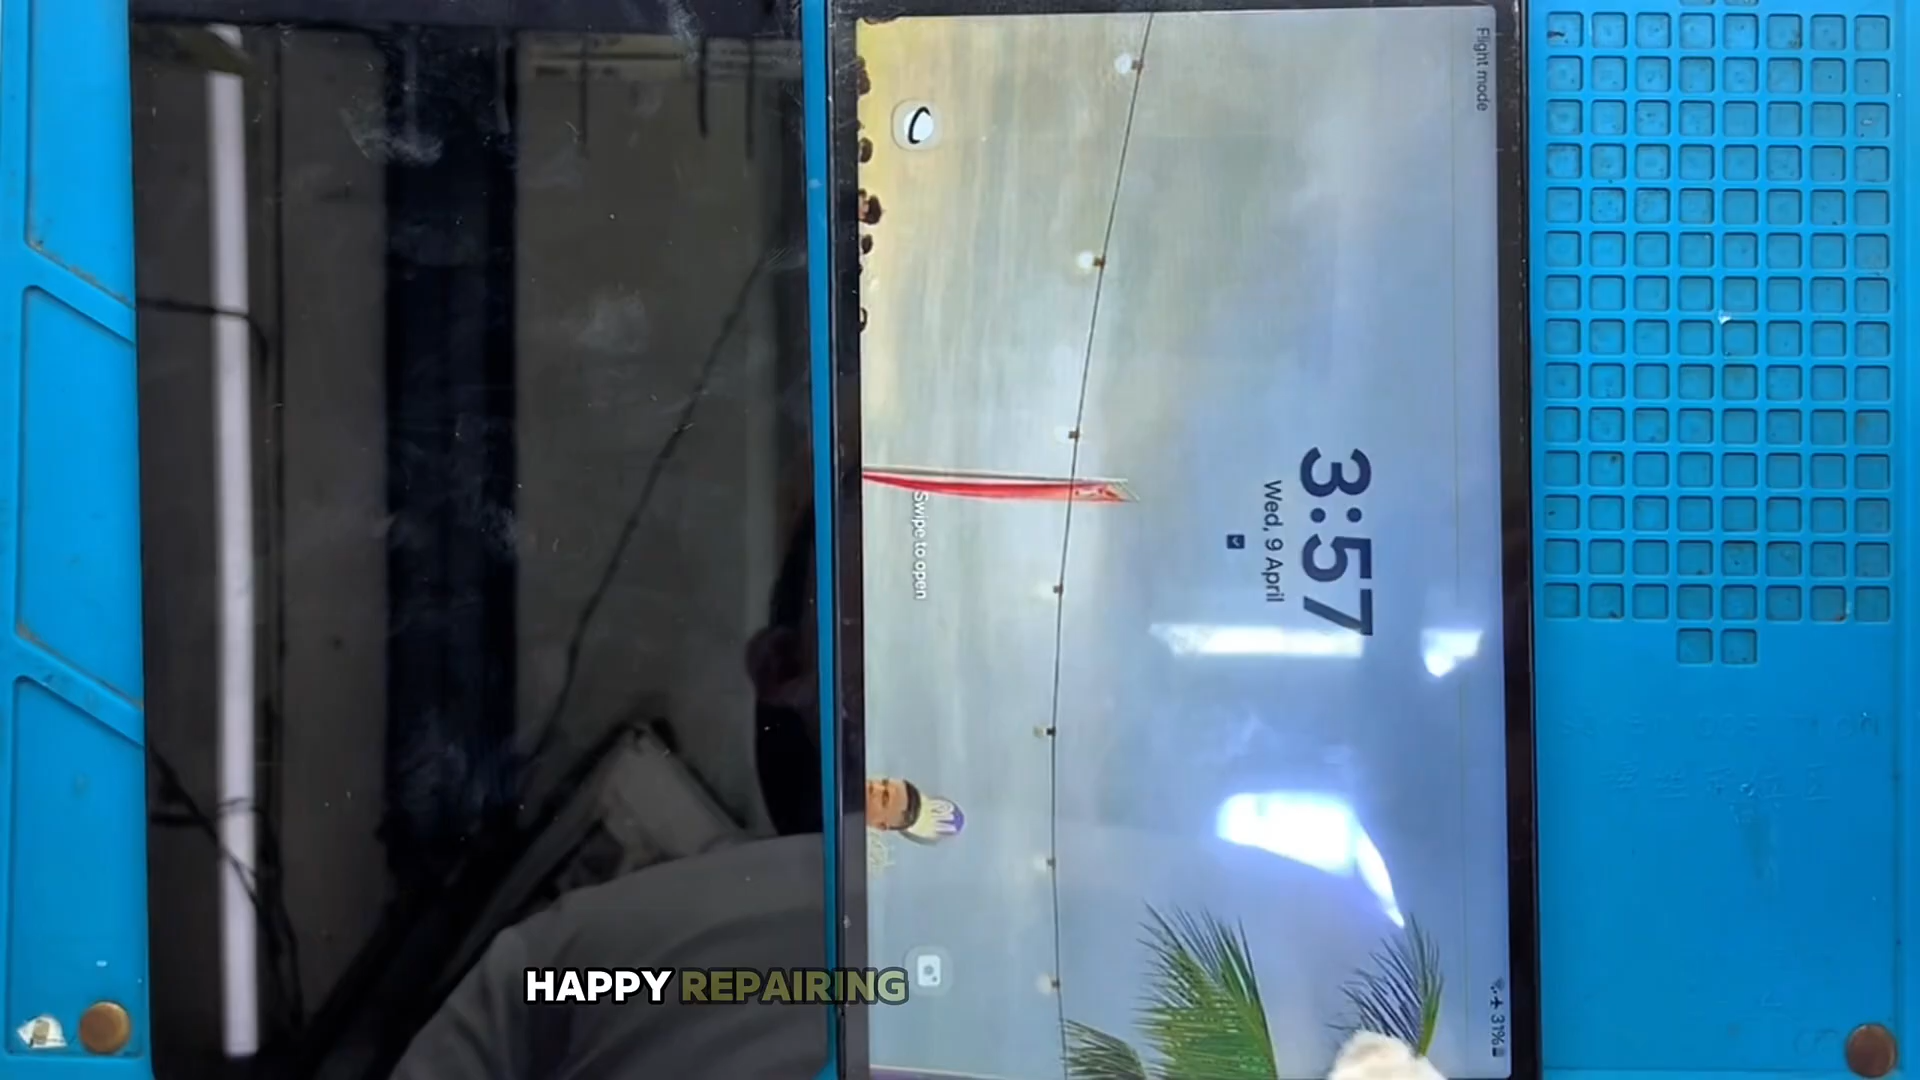 Flight mode
31%
3:57
Wed, 9 April
Swipe to open
HAPPY REPAIRING